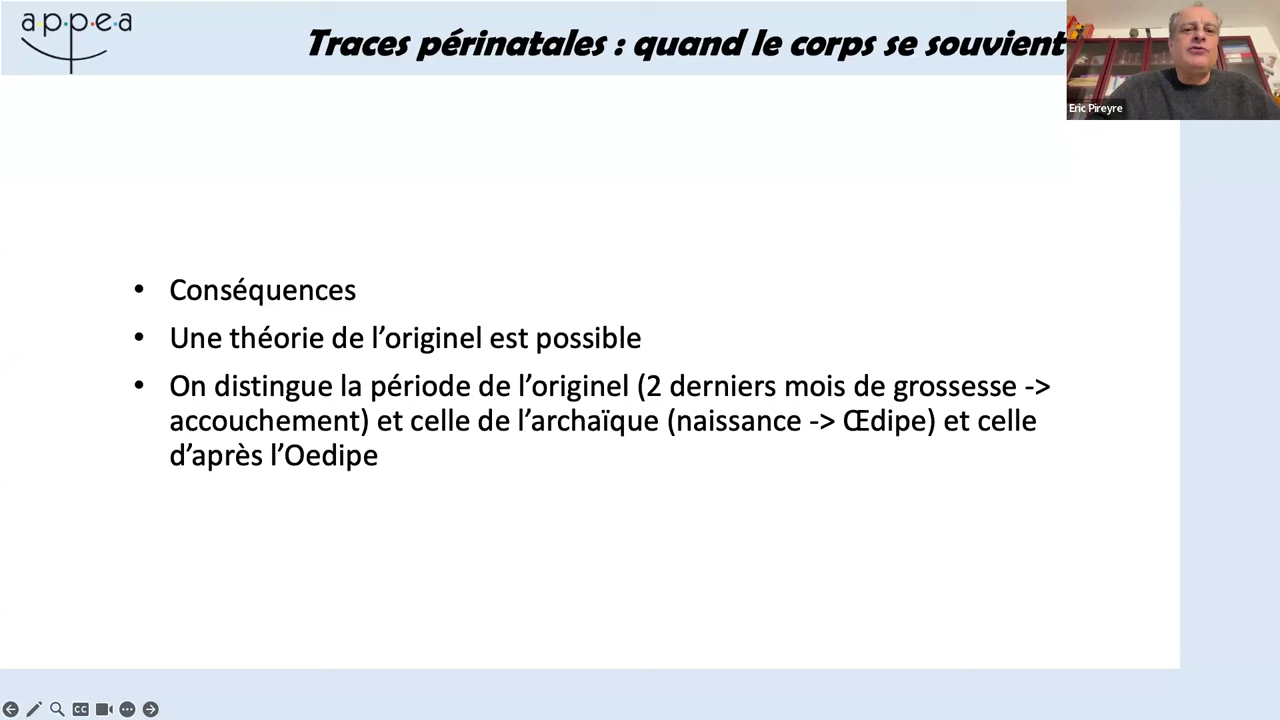 a.p.p.e.a
Traces périnatales : quand le corps se souvient
Eric Pireyre
• Conséquences
• Une théorie de l’originel est possible
• On distingue la période de l’originel (2 derniers mois de grossesse ->
accouchement) et celle de l’archaïque (naissance -> Œdipe) et celle
d’après l’Oedipe
CC